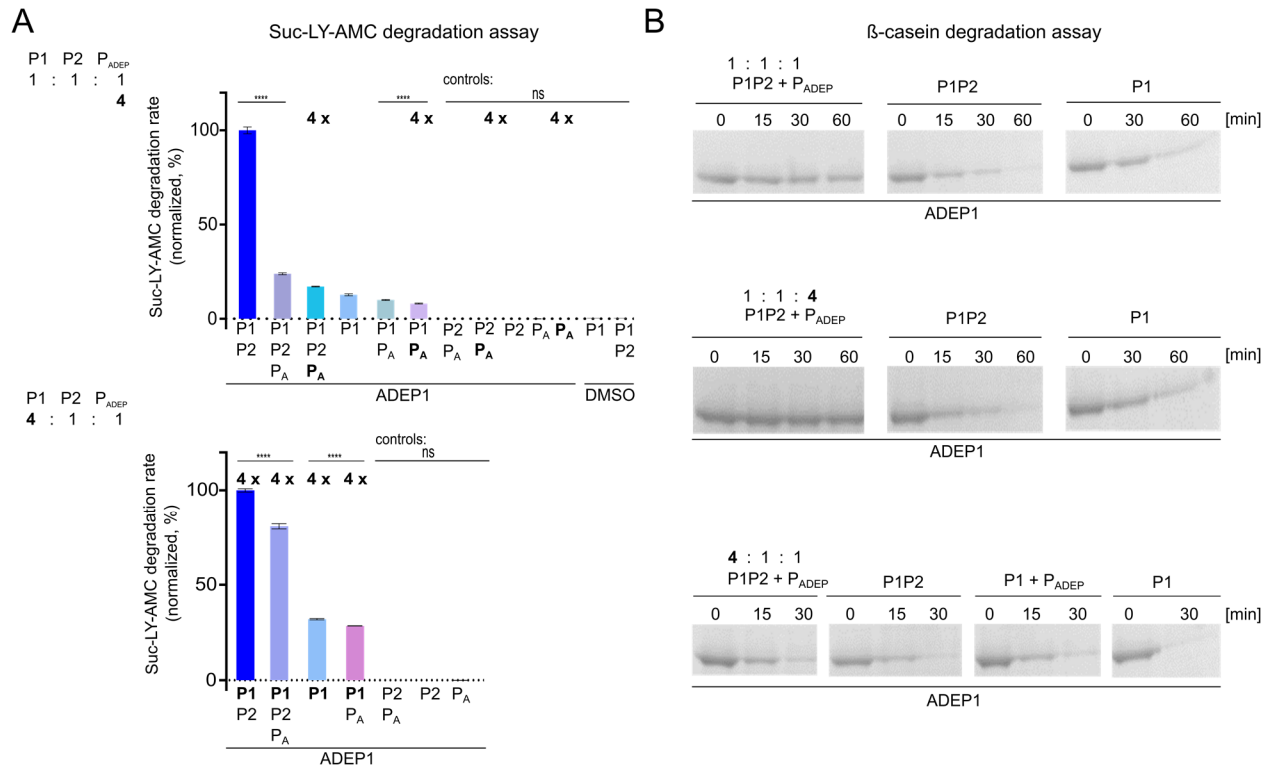 A
Suc-LY-AMC degradation assay
P1 P2 PADEP
1 : 1 : 1
4
controls:
**** **** ns
4 x 4 x 4 x 4 x
Suc-LY-AMC degradation rate
(normalized, %)
100
50
0
P1 P1 P1 P1 P1 P1 P2 P2 P2 PA PA P1 P1
P2 P2 P2 PA PA PA PA P2
PA PA
ADEP1 DMSO
P1 P2 PADEP
4 : 1 : 1
controls:
**** **** ns
4 x 4 x 4 x 4 x
Suc-LY-AMC degradation rate
(normalized, %)
100
50
0
P1 P1 P1 P1 P2 P2 PA
P2 P2 PA PA
PA
ADEP1
B
ß-casein degradation assay
1 : 1 : 1
P1P2 + PADEP P1P2 P1
0 15 30 60 0 15 30 60 0 30 60 [min]
ADEP1
1 : 1 : 4
P1P2 + PADEP P1P2 P1
0 15 30 60 0 15 30 60 0 30 60 [min]
ADEP1
4 : 1 : 1
P1P2 + PADEP P1P2 P1 + PADEP P1
0 15 30 0 15 30 0 15 30 0 30 [min]
ADEP1